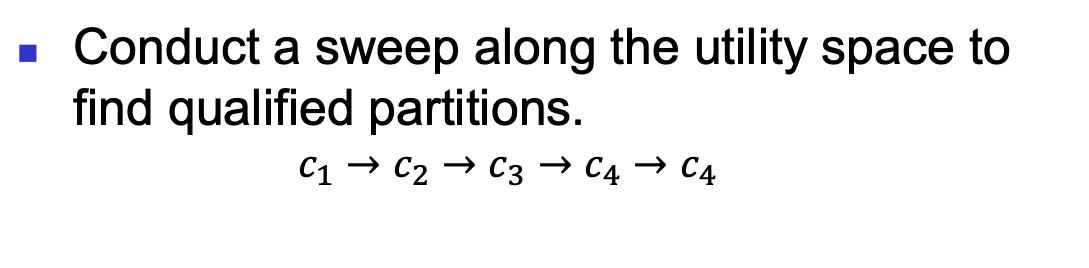 ▪ Conduct a sweep along the utility space to
find qualified partitions.
c₁ → c₂ → c₃ → c₄ → c₄